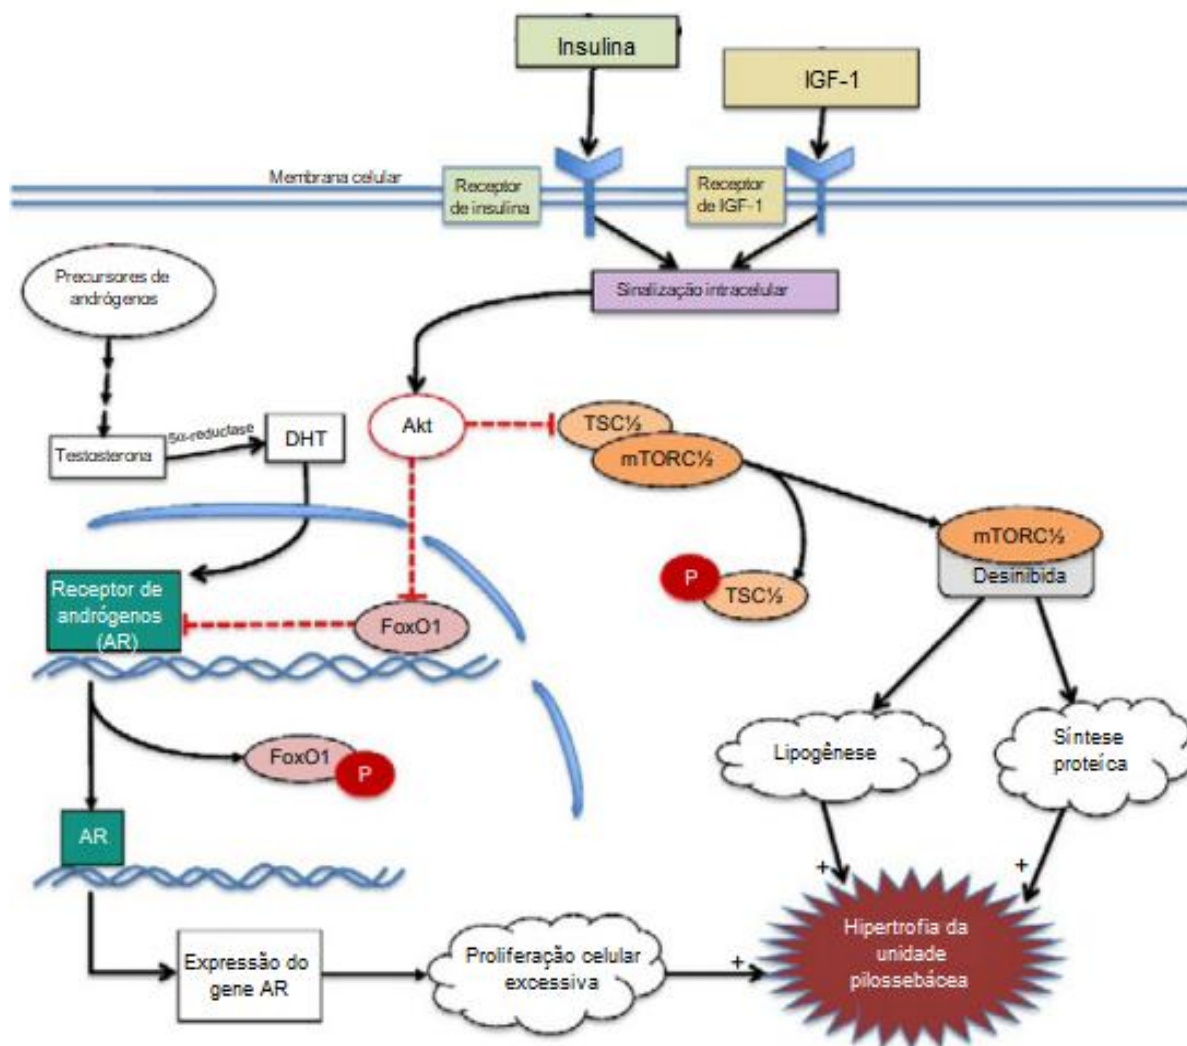 Insulina
IGF-1
Membrana celular
Receptor
de insulina
Receptor
de IGF-1
Precursores de
andrógenos
Sinalização intracelular
Testosterona
5α-reductase
DHT
Akt
TSC½
mTORC½
mTORC½
Desinibida
P
TSC½
Receptor de
andrógenos
(AR)
FoxO1
FoxO1
P
Lipogênese
Síntese
proteíca
AR
+
+
Expressão do
gene AR
Proliferação celular
excessiva
+
Hipertrofia da
unidade
pilossebácea